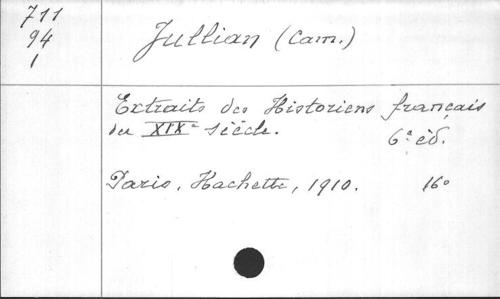 711
94
1
Jullian (Cam.)
Extraits des Historiens français
du XIXe siècle.
6e éd.
Paris, Hachette, 1910.
16°